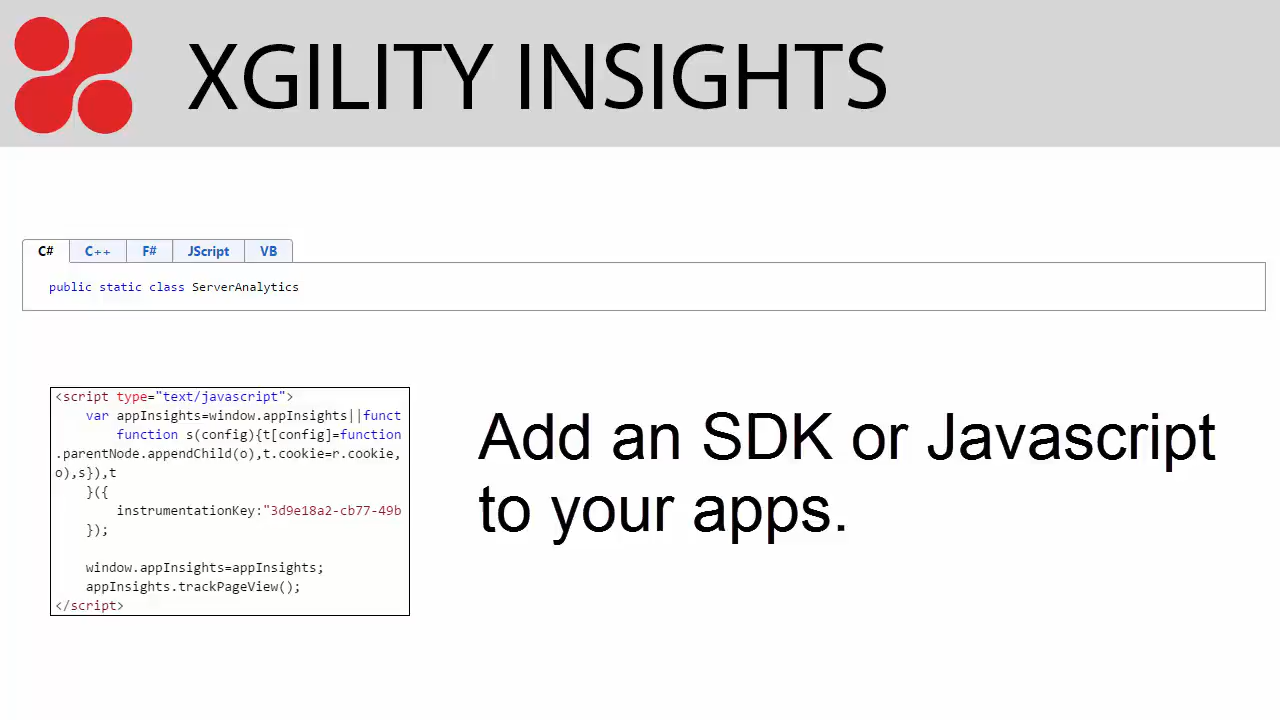 XGILITY INSIGHTS
C# C++ F# JScript VB
public static class ServerAnalytics
<script type="text/javascript">
var appInsights=window.appInsights||funct
function s(config){t[config]=function
.parentNode.appendChild(o),t.cookie=r.cookie,
o),s}),t
}({
instrumentationKey:"3d9e18a2-cb77-49b
});
window.appInsights=appInsights;
appInsights.trackPageView();
</script>
Add an SDK or Javascript
to your apps.